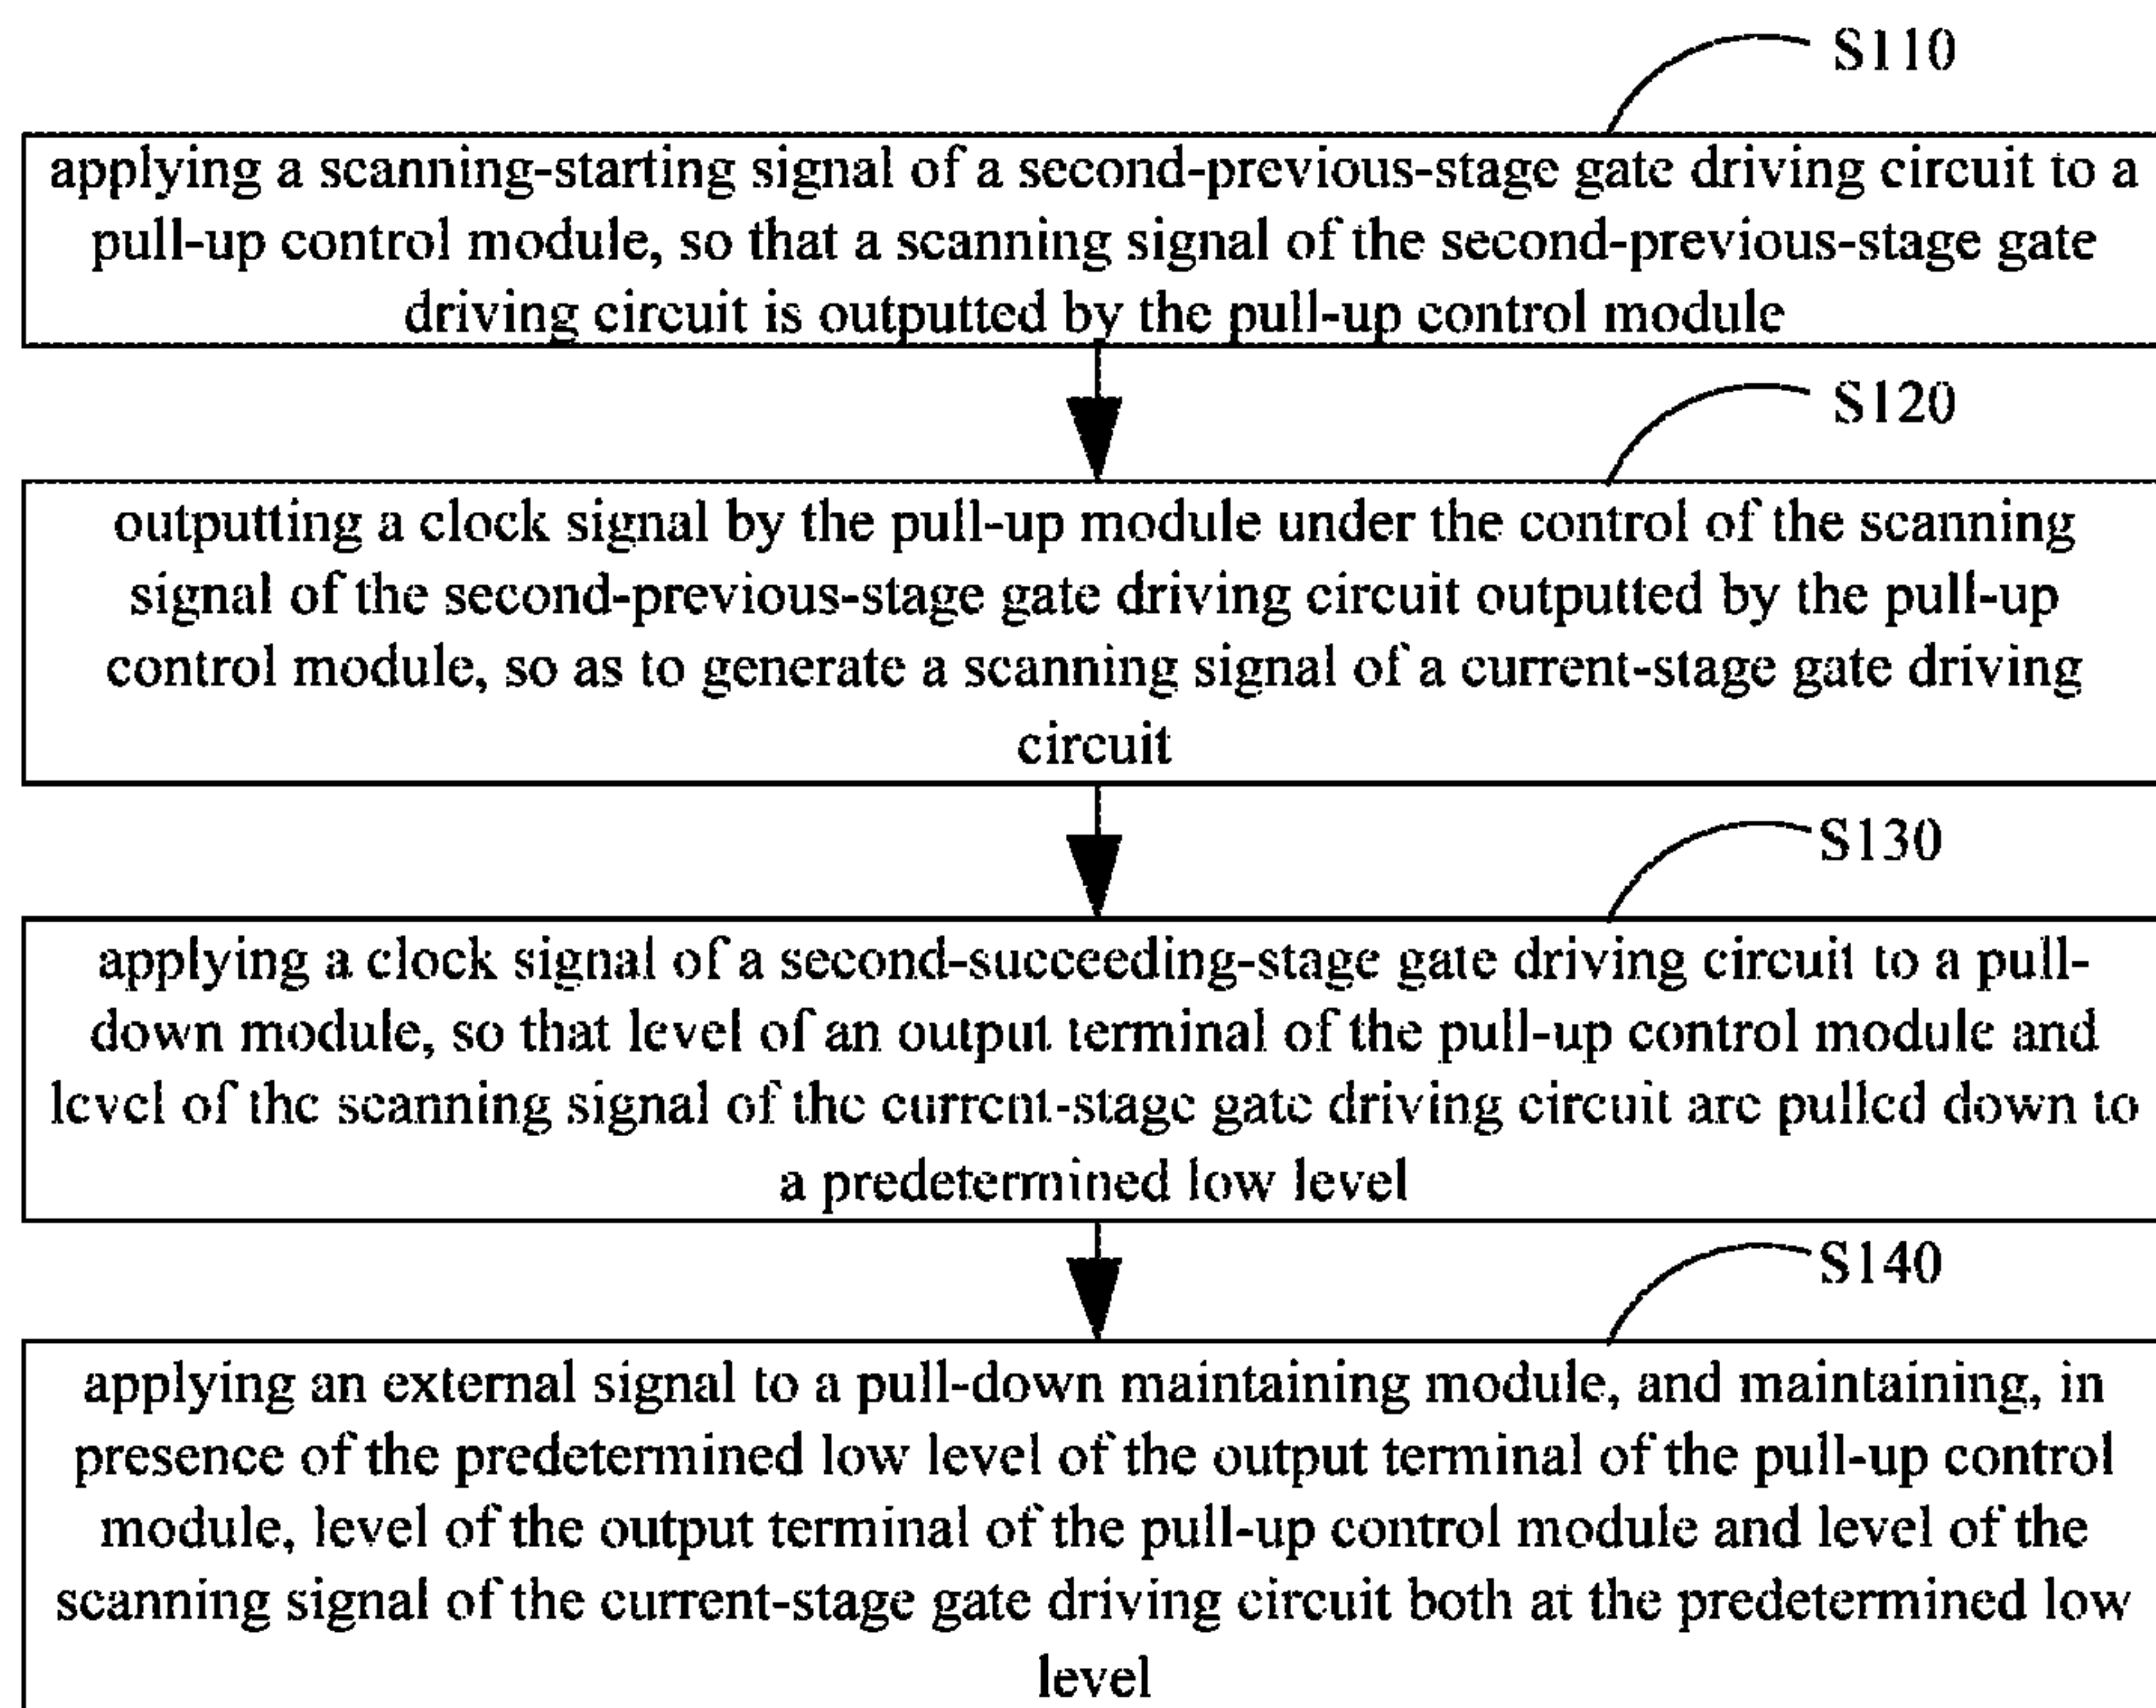 S110
applying a scanning-starting signal of a second-previous-stage gate driving circuit to a
pull-up control module, so that a scanning signal of the second-previous-stage gate
driving circuit is outputted by the pull-up control module
S120
outputting a clock signal by the pull-up module under the control of the scanning
signal of the second-previous-stage gate driving circuit outputted by the pull-up
control module, so as to generate a scanning signal of a current-stage gate driving
circuit
S130
applying a clock signal of a second-succeeding-stage gate driving circuit to a pull-
down module, so that level of an output terminal of the pull-up control module and
level of the scanning signal of the current-stage gate driving circuit are pulled down to
a predetermined low level
S140
applying an external signal to a pull-down maintaining module, and maintaining, in
presence of the predetermined low level of the output terminal of the pull-up control
module, level of the output terminal of the pull-up control module and level of the
scanning signal of the current-stage gate driving circuit both at the predetermined low
level